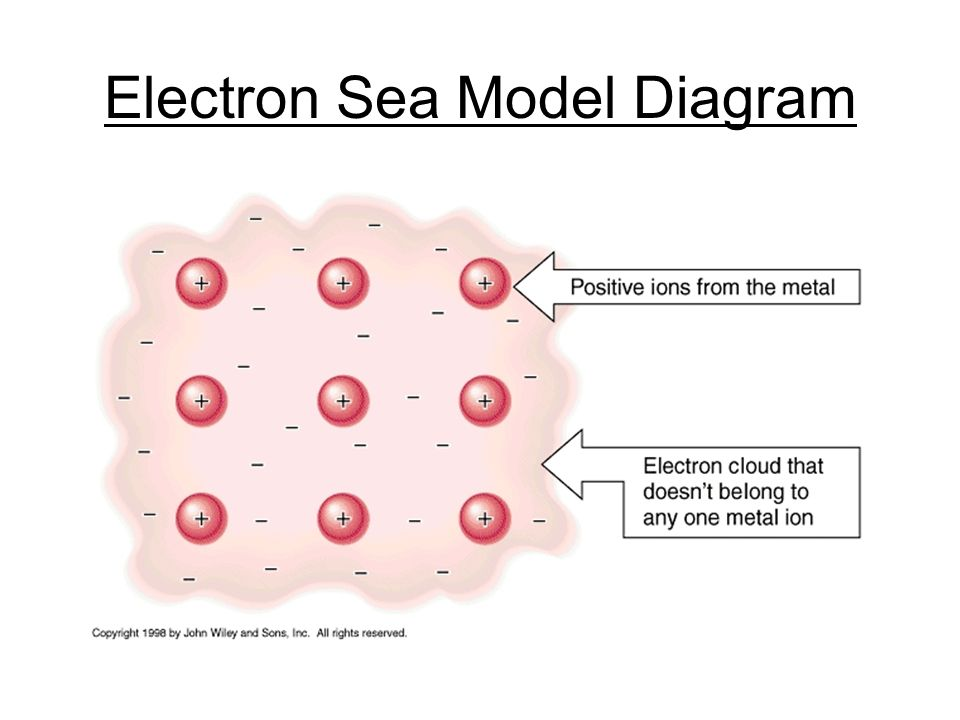 Electron Sea Model Diagram
− − −
− − −
+ + +
− − −
− −
− −
− + + − + 
−
− − − −
−
− + − + − + −
− − − −
Positive ions from the metal
Electron cloud that
doesn't belong to
any one metal ion
Copyright 1998 by John Wiley and Sons, Inc. All rights reserved.